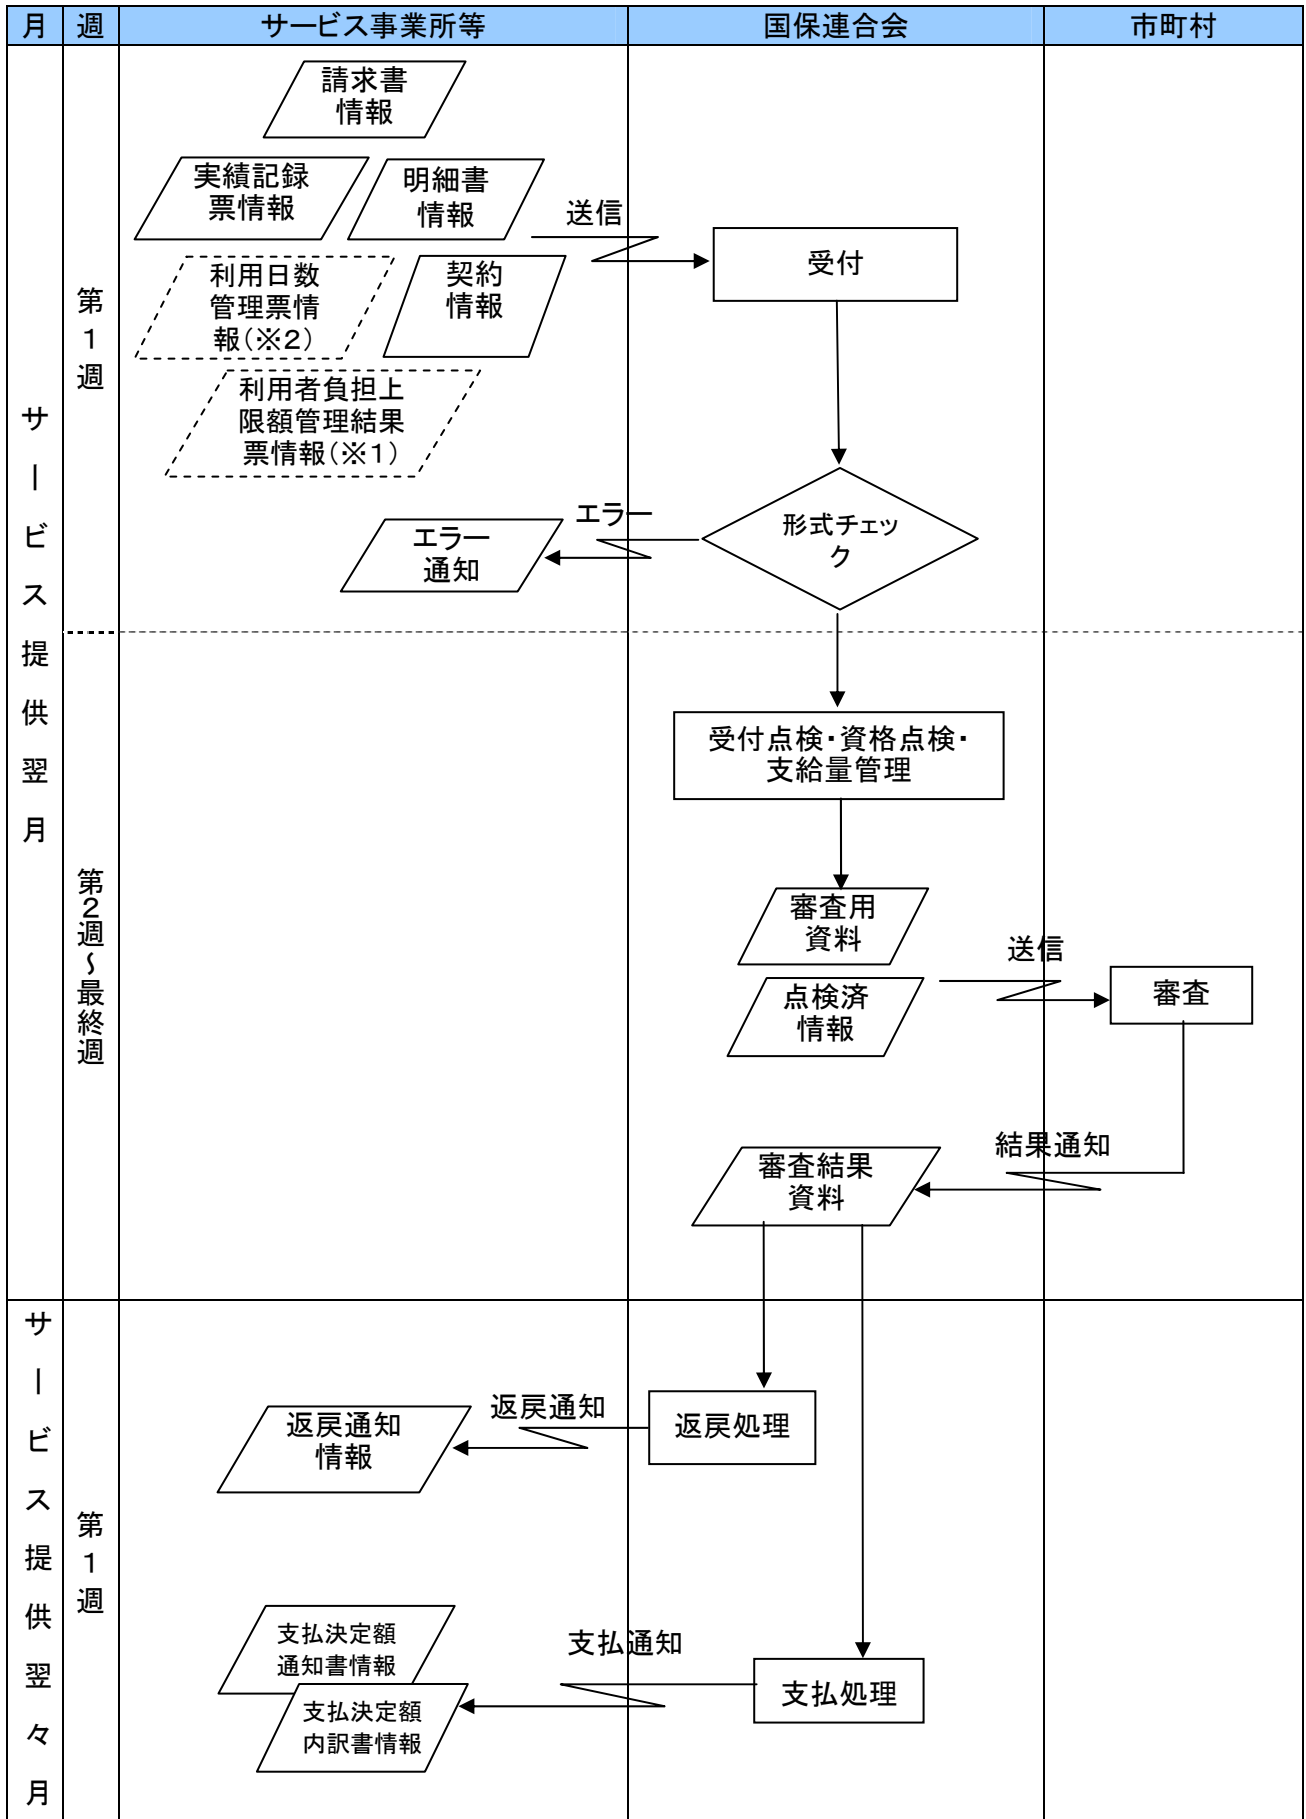 月
週
サービス事業所等
国保連合会
市町村
サービス提供翌月
第1週
請求書
情報
実績記録
票情報
明細書
情報
送信
受付
利用日数
管理票情
報(※2)
契約
情報
利用者負担上
限額管理結果
票情報(※1)
エラー
エラー
通知
形式チェッ
ク
第2週~最終週
受付点検・資格点検・
支給量管理
審査用
資料
点検済
情報
送信
審査
結果通知
審査結果
資料
サービス提供翌々月
第1週
返戻通知
情報
返戻通知
返戻処理
支払決定額
通知書情報
支払通知
支払処理
支払決定額
内訳書情報